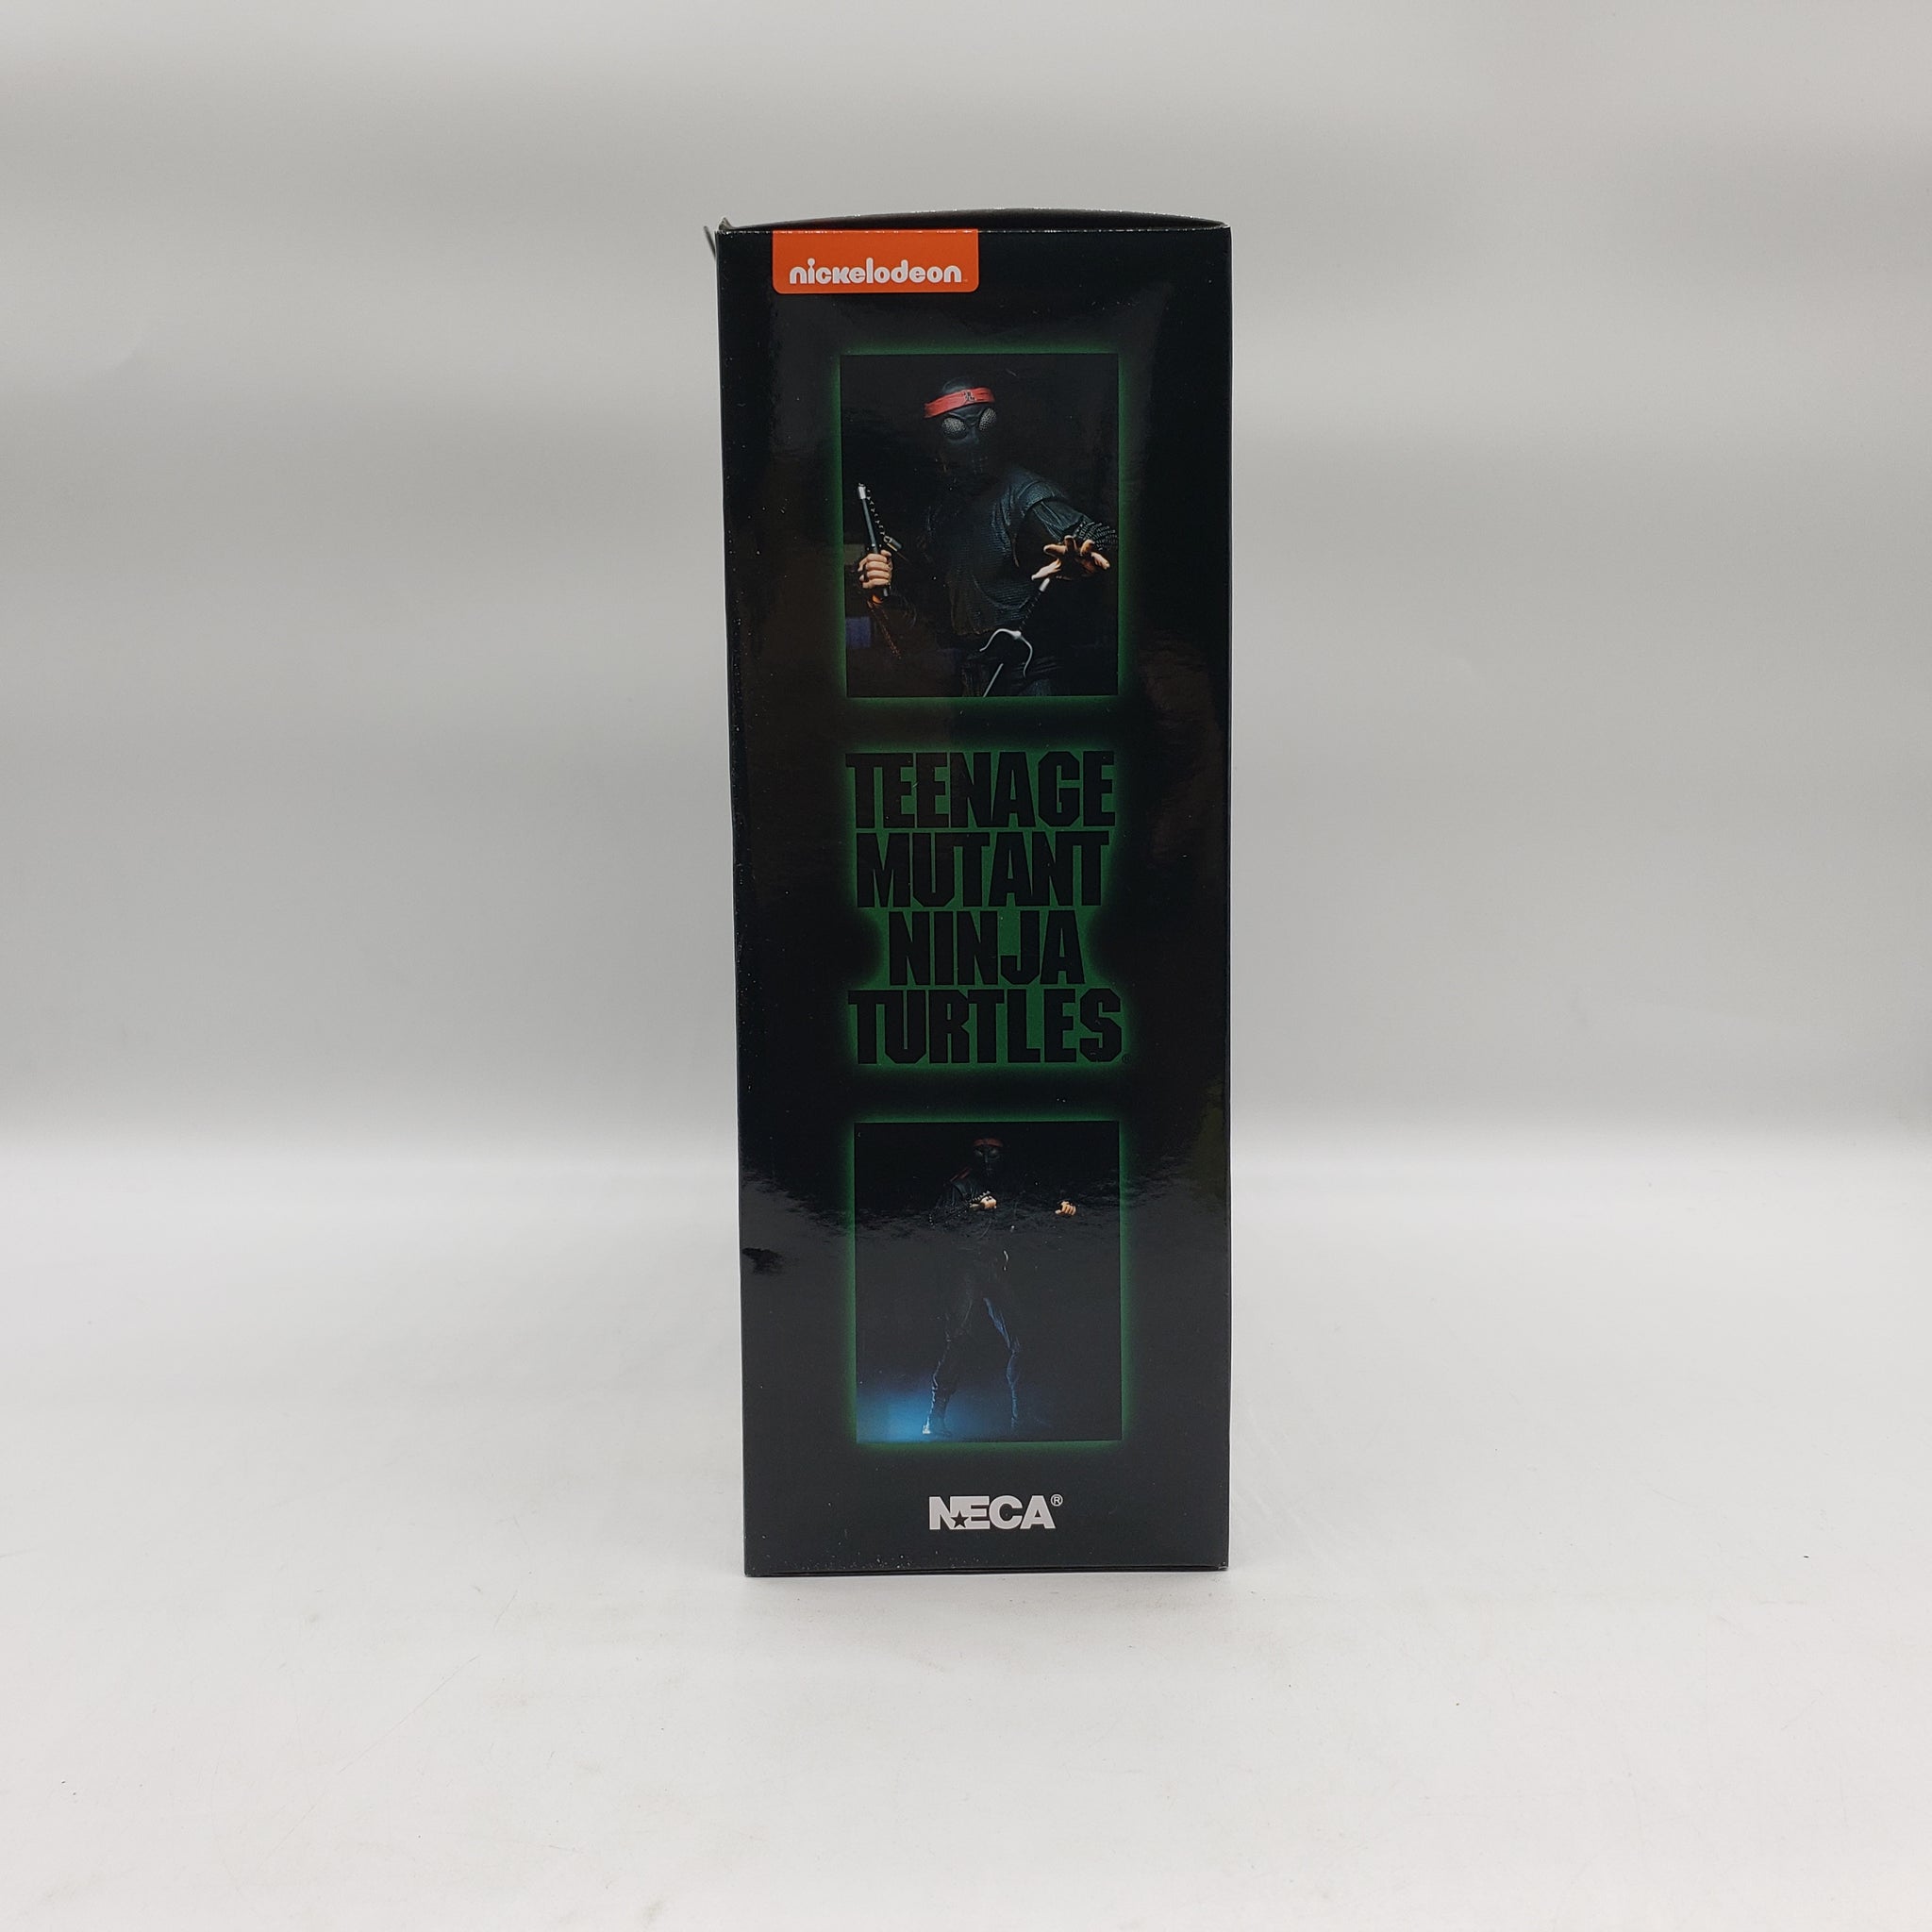 nickelodeon
TEENAGE
MUTANT
NINJA
TURTLES
NECA®